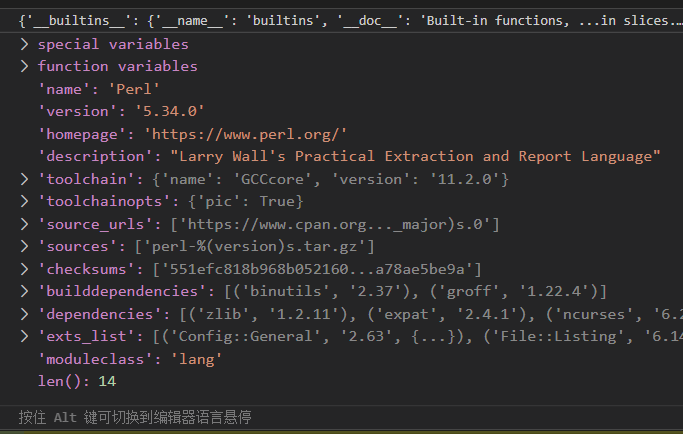 {'__builtins__': {'__name__': 'builtins', '__doc__': 'Built-in functions, ...in slices.…
> special variables
> function variables
'name': 'Perl'
'version': '5.34.0'
'homepage': 'https://www.perl.org/'
'description': "Larry Wall's Practical Extraction and Report Language"
> 'toolchain': {'name': 'GCCcore', 'version': '11.2.0'}
> 'toolchainopts': {'pic': True}
> 'source_urls': ['https://www.cpan.org..._major)s.0']
> 'sources': ['perl-%(version)s.tar.gz']
> 'checksums': ['551efc818b968b052160...a78ae5be9a']
> 'builddependencies': [('binutils', '2.37'), ('groff', '1.22.4')]
> 'dependencies': [('zlib', '1.2.11'), ('expat', '2.4.1'), ('ncurses', '6.2
> 'exts_list': [('Config::General', '2.63', {...}), ('File::Listing', '6.14
'moduleclass': 'lang'
len(): 14
按住 Alt 键可切换到编辑器语言悬停